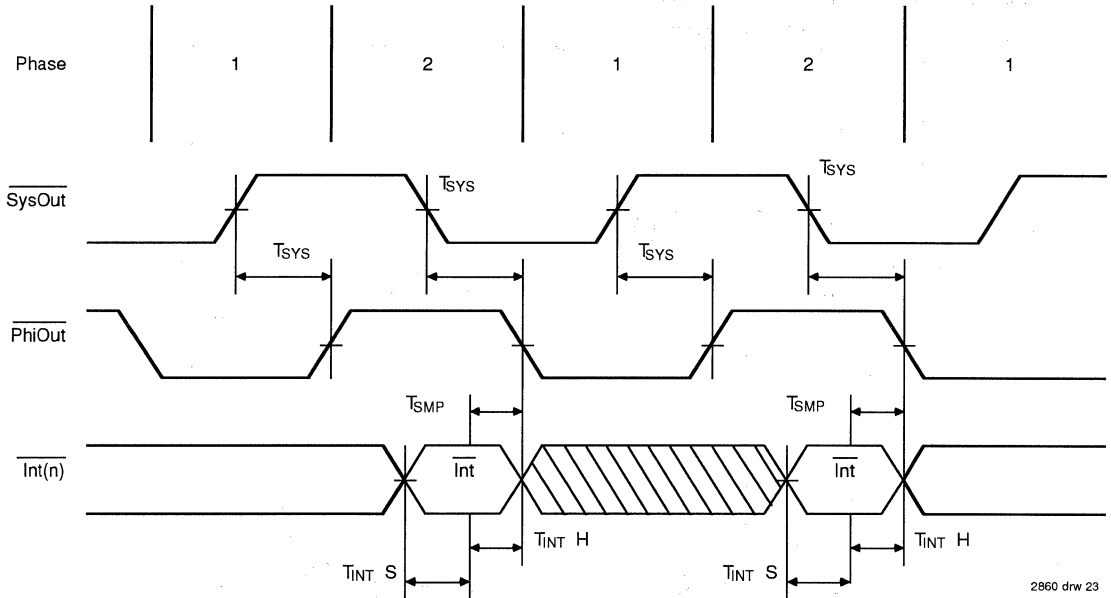 Phase 1 2 1 2 1
SysOut TSYS TSYS
TSYS TSYS
PhiOut
TSMP TSMP
Int(n) Int Int
TINT H TINT H
TINT S TINT S
2860 drw 23